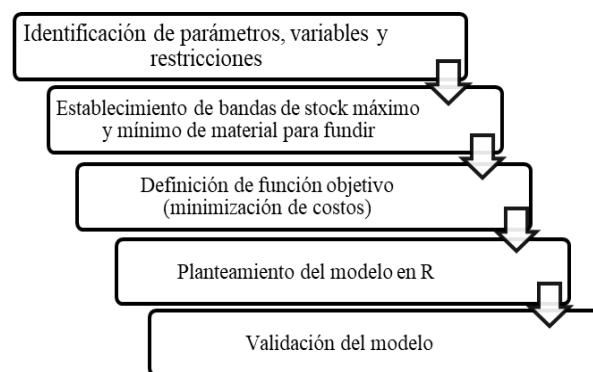 Identificación de parámetros, variables y
restricciones
Establecimiento de bandas de stock máximo
y mínimo de material para fundir
Definición de función objetivo
(minimización de costos)
Planteamiento del modelo en R
Validación del modelo